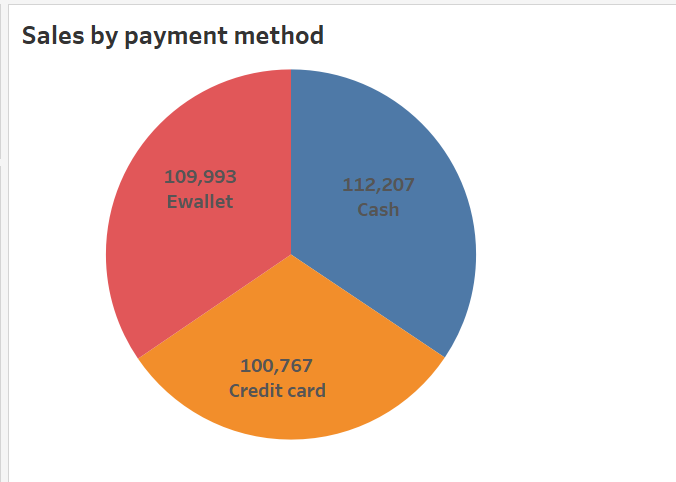 Sales by payment method
109,993
Ewallet
112,207
Cash
100,767
Credit card